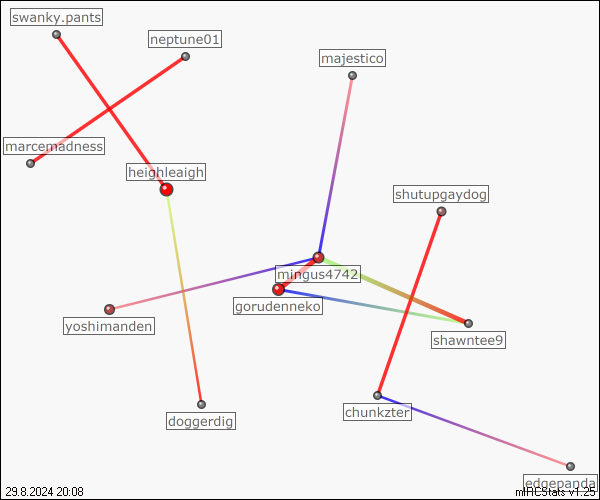 swanky.pants
neptune01
majestico
marcemadness
heighleaigh
shutupgaydog
mingus4742
gorudenneko
yoshimanden
shawntee9
chunkzter
doggerdig
edgepanda
29.8.2024 20:08
mIRCStats v1.25